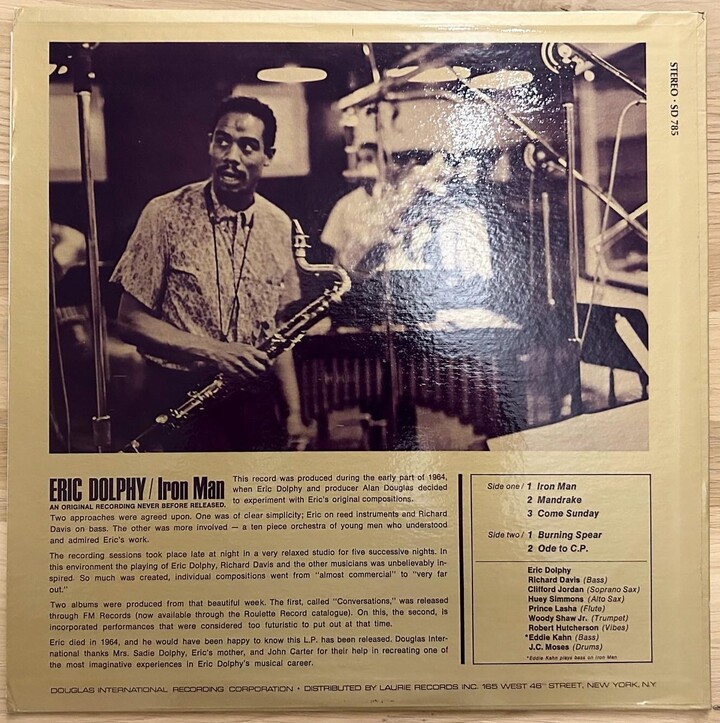 STEREO • SD 785
ERIC DOLPHY / Iron Man
AN ORIGINAL RECORDING NEVER BEFORE RELEASED.
This record was produced during the early part of 1964,
when Eric Dolphy and producer Alan Douglas decided
to experiment with Eric's original compositions.
Two approaches were agreed upon. One was of clear simplicity; Eric on reed instruments and Richard
Davis on bass. The other was more involved — a ten piece orchestra of young men who understood
and admired Eric's work.
The recording sessions took place late at night in a very relaxed studio for five successive nights. In
this environment the playing of Eric Dolphy, Richard Davis and the other musicians was unbelievably in-
spired. So much was created, individual compositions went from "almost commercial" to "very far
out."
Two albums were produced from that beautiful week. The first, called "Conversations," was released
through FM Records (now available through the Roulette Record catalogue). On this, the second, is
incorporated performances that were considered too futuristic to put out at that time.
Eric died in 1964, and he would have been happy to know this L.P. has been released. Douglas Inter-
national thanks Mrs. Sadie Dolphy, Eric's mother, and John Carter for their help in recreating one of
the most imaginative experiences in Eric Dolphy's musical career.
Side one / 1 Iron Man
2 Mandrake
3 Come Sunday
Side two / 1 Burning Spear
2 Ode to C.P.
Eric Dolphy
Richard Davis (Bass)
Clifford Jordan (Soprano Sax)
Huey Simmons (Alto Sax)
Prince Lasha (Flute)
Woody Shaw Jr. (Trumpet)
Robert Hutcherson (Vibes)
*Eddie Kahn (Bass)
J.C. Moses (Drums)
*Eddie Kahn plays bass on Iron Man.
DOUGLAS INTERNATIONAL RECORDING CORPORATION • DISTRIBUTED BY LAURIE RECORDS INC. 165 WEST 46TH STREET, NEW YORK, N.Y.